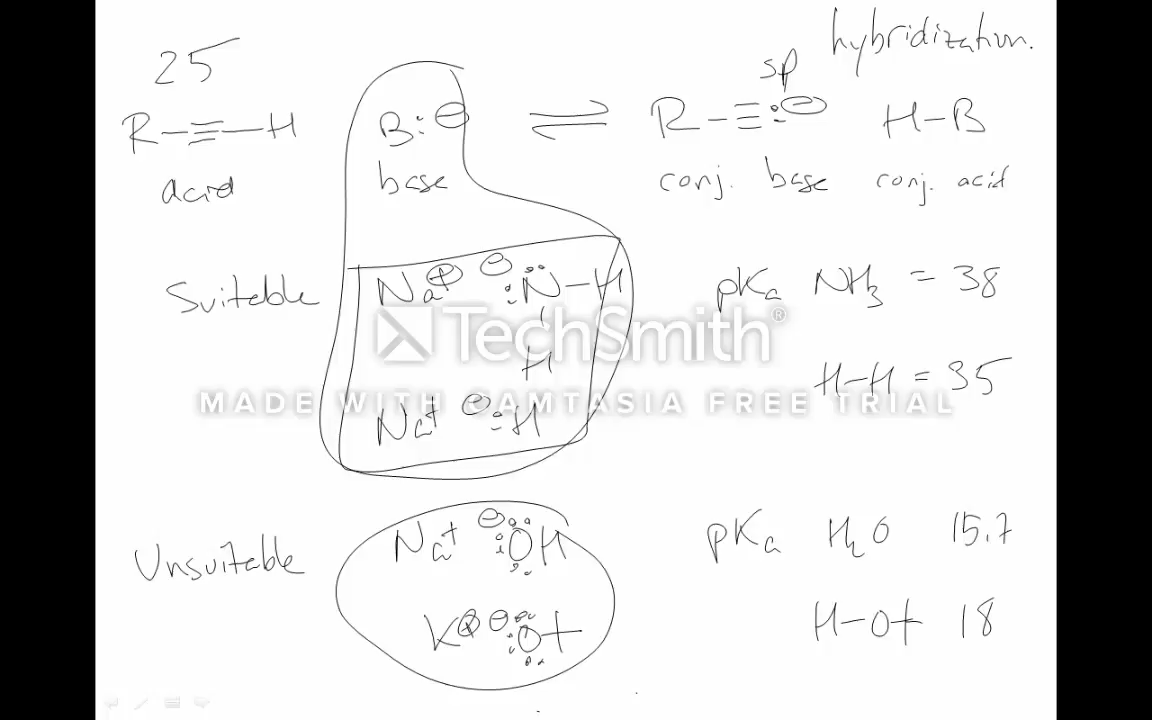 hybridization.
25 sp
R-≡-H B:⊖ ⇌ R-≡:⊖ H-B
acid base conj. base conj. acid
Suitable Na⊕ ⊖:N̈-H pKa NH3 = 38
H
TechSmith®
H-H = 35
MADE WITH CAMTASIA FREE TRIAL
Na+ ⊖:H
Unsuitable Na+ ⊖:ÖH pKa H2O 15.7
K⊕ ⊖:Ö+ H-O+ 18